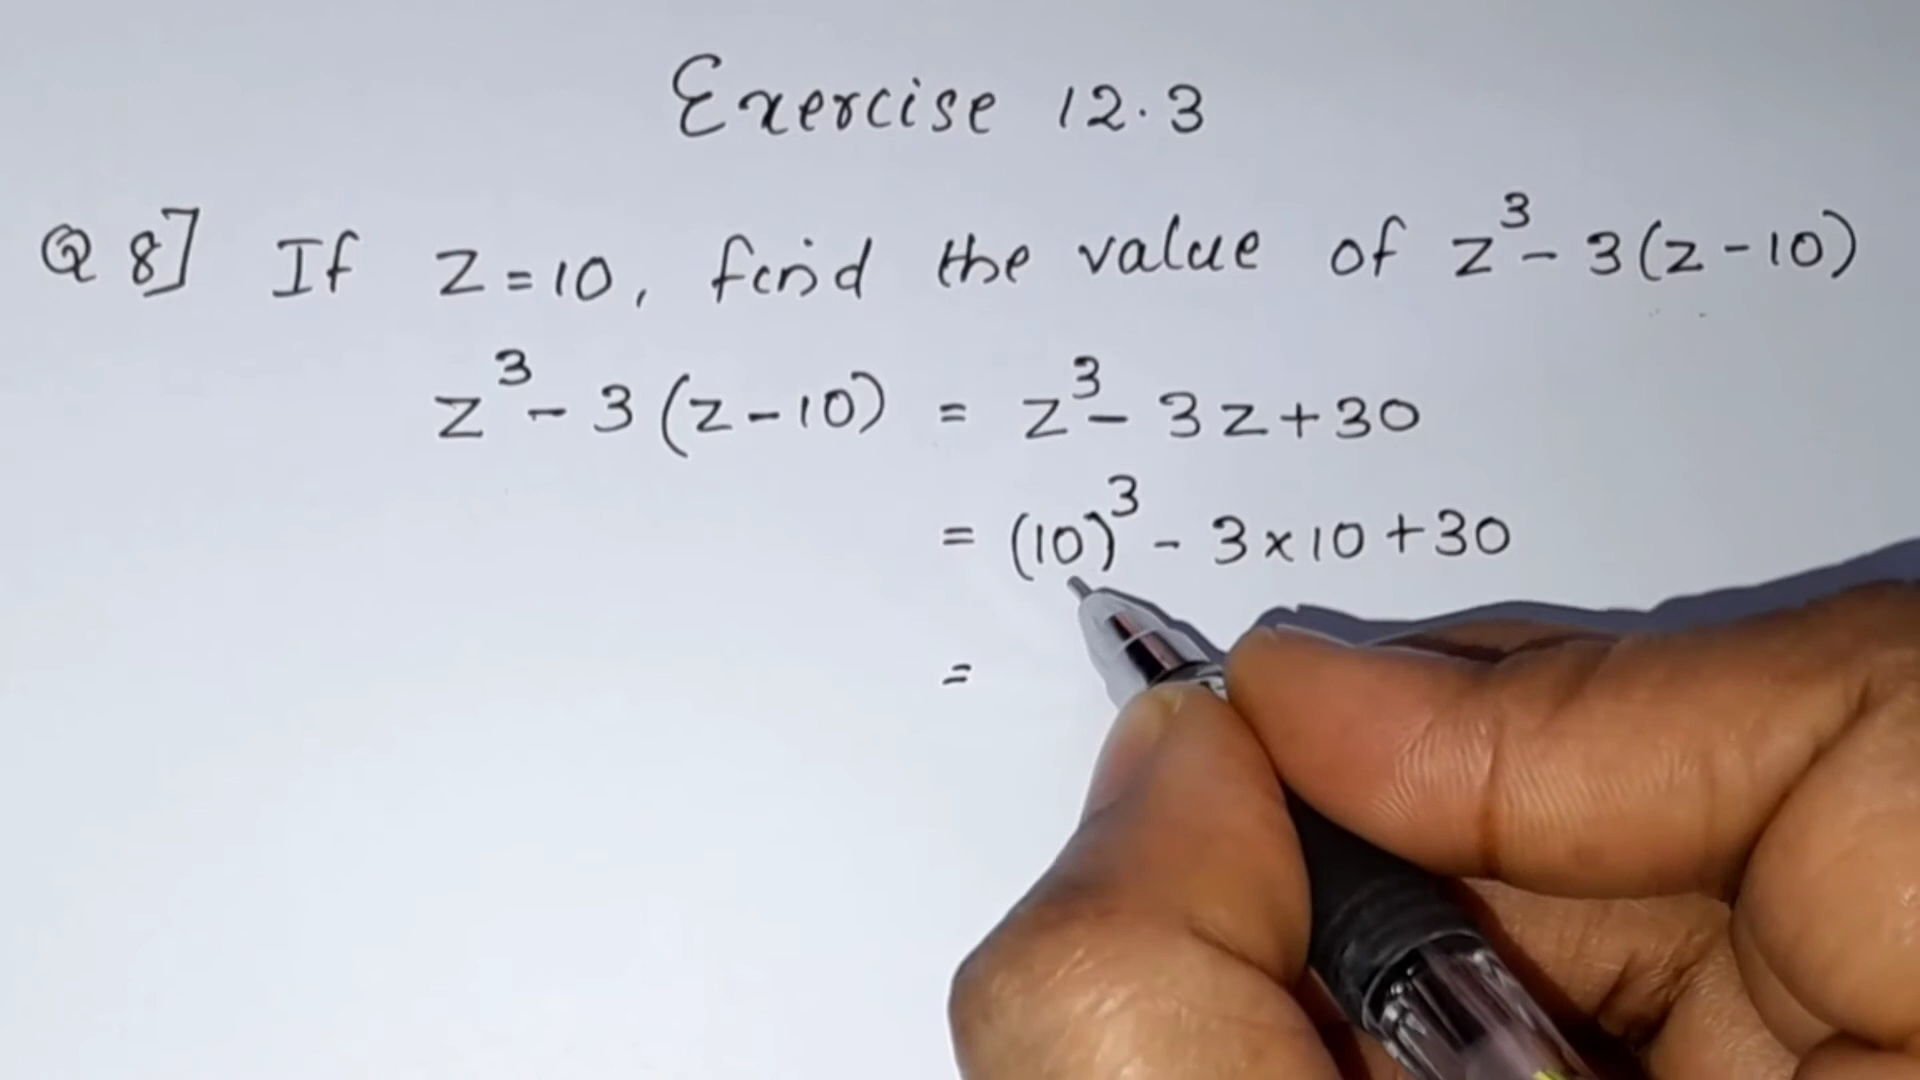 Exercise 12.3
Q 8] If z = 10, find the value of z³ - 3(z - 10)
z³ - 3(z - 10) = z³ - 3z + 30
= (10)³ - 3 × 10 + 30
=